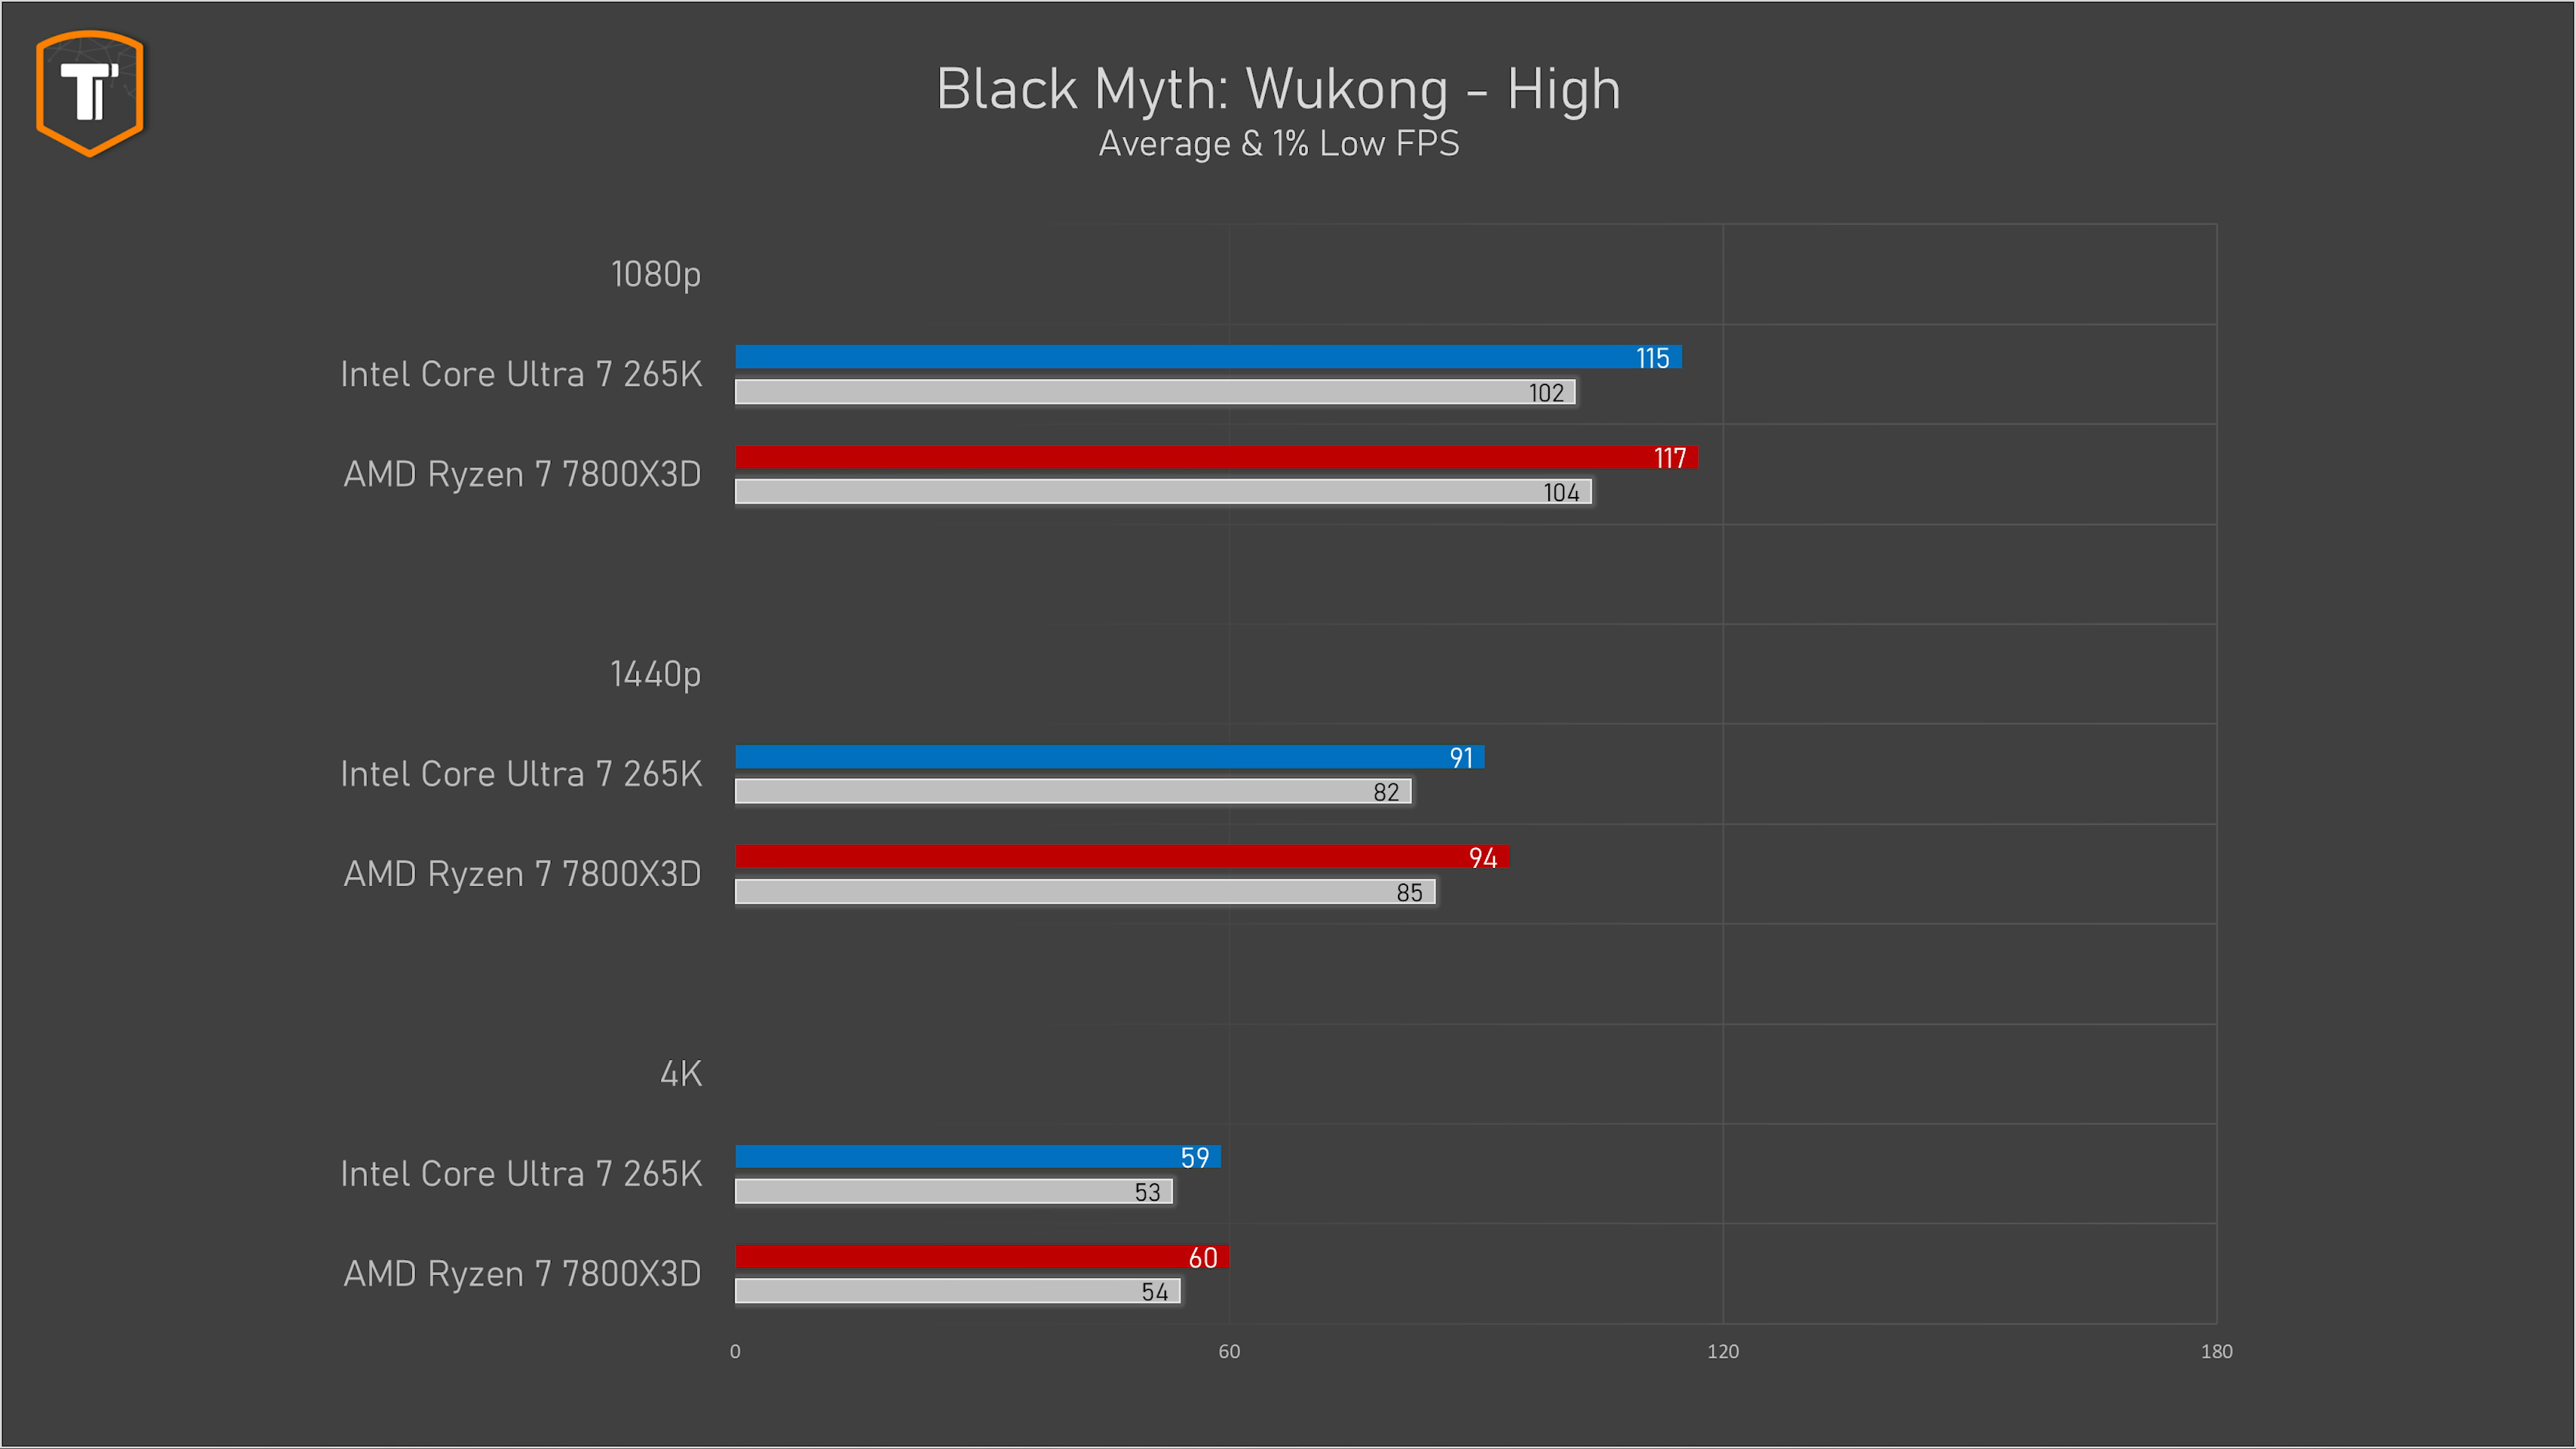 T
Black Myth: Wukong - High
Average & 1% Low FPS
1080p
Intel Core Ultra 7 265K
115
102
AMD Ryzen 7 7800X3D
117
104
1440p
Intel Core Ultra 7 265K
91
82
AMD Ryzen 7 7800X3D
94
85
4K
Intel Core Ultra 7 265K
59
53
AMD Ryzen 7 7800X3D
60
54
0 60 120 180